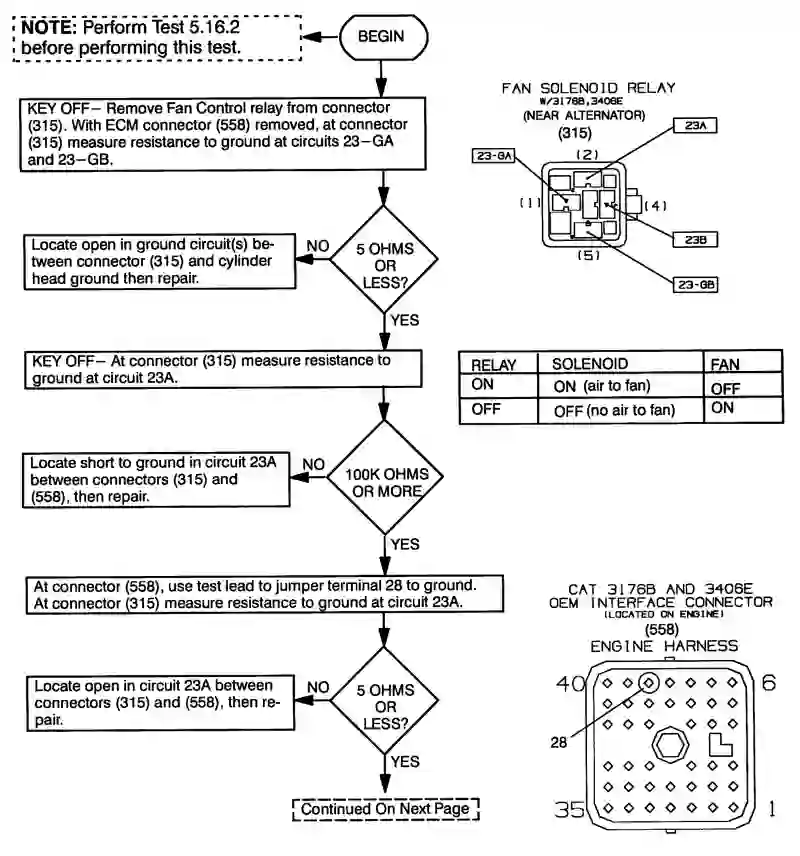 NOTE: Perform Test 5.16.2
before performing this test.
BEGIN
KEY OFF— Remove Fan Control relay from connector
(315). With ECM connector (558) removed, at connector
(315) measure resistance to ground at circuits 23—GA
and 23—GB.
5 OHMS
OR
LESS?
NO
Locate open in ground circuit(s) be-
tween connector (315) and cylinder
head ground then repair.
YES
KEY OFF— At connector (315) measure resistance to
ground at circuit 23A.
100K OHMS
OR MORE
NO
Locate short to ground in circuit 23A
between connectors (315) and
(558), then repair.
YES
At connector (558), use test lead to jumper terminal 28 to ground.
At connector (315) measure resistance to ground at circuit 23A.
5 OHMS
OR
LESS?
NO
Locate open in circuit 23A between
connectors (315) and (558), then re-
pair.
YES
Continued On Next Page
FAN SOLENOID RELAY
W/3176B,3406E
(NEAR ALTERNATOR)
(315)
23A
(2)
23-GA
(1)
(4)
23B
(5)
23-GB
RELAY SOLENOID FAN
ON ON (air to fan) OFF
OFF OFF (no air to fan) ON
CAT 3176B AND 3406E
OEM INTERFACE CONNECTOR
(LOCATED ON ENGINE)
(558)
ENGINE HARNESS
40 6
28
35 1